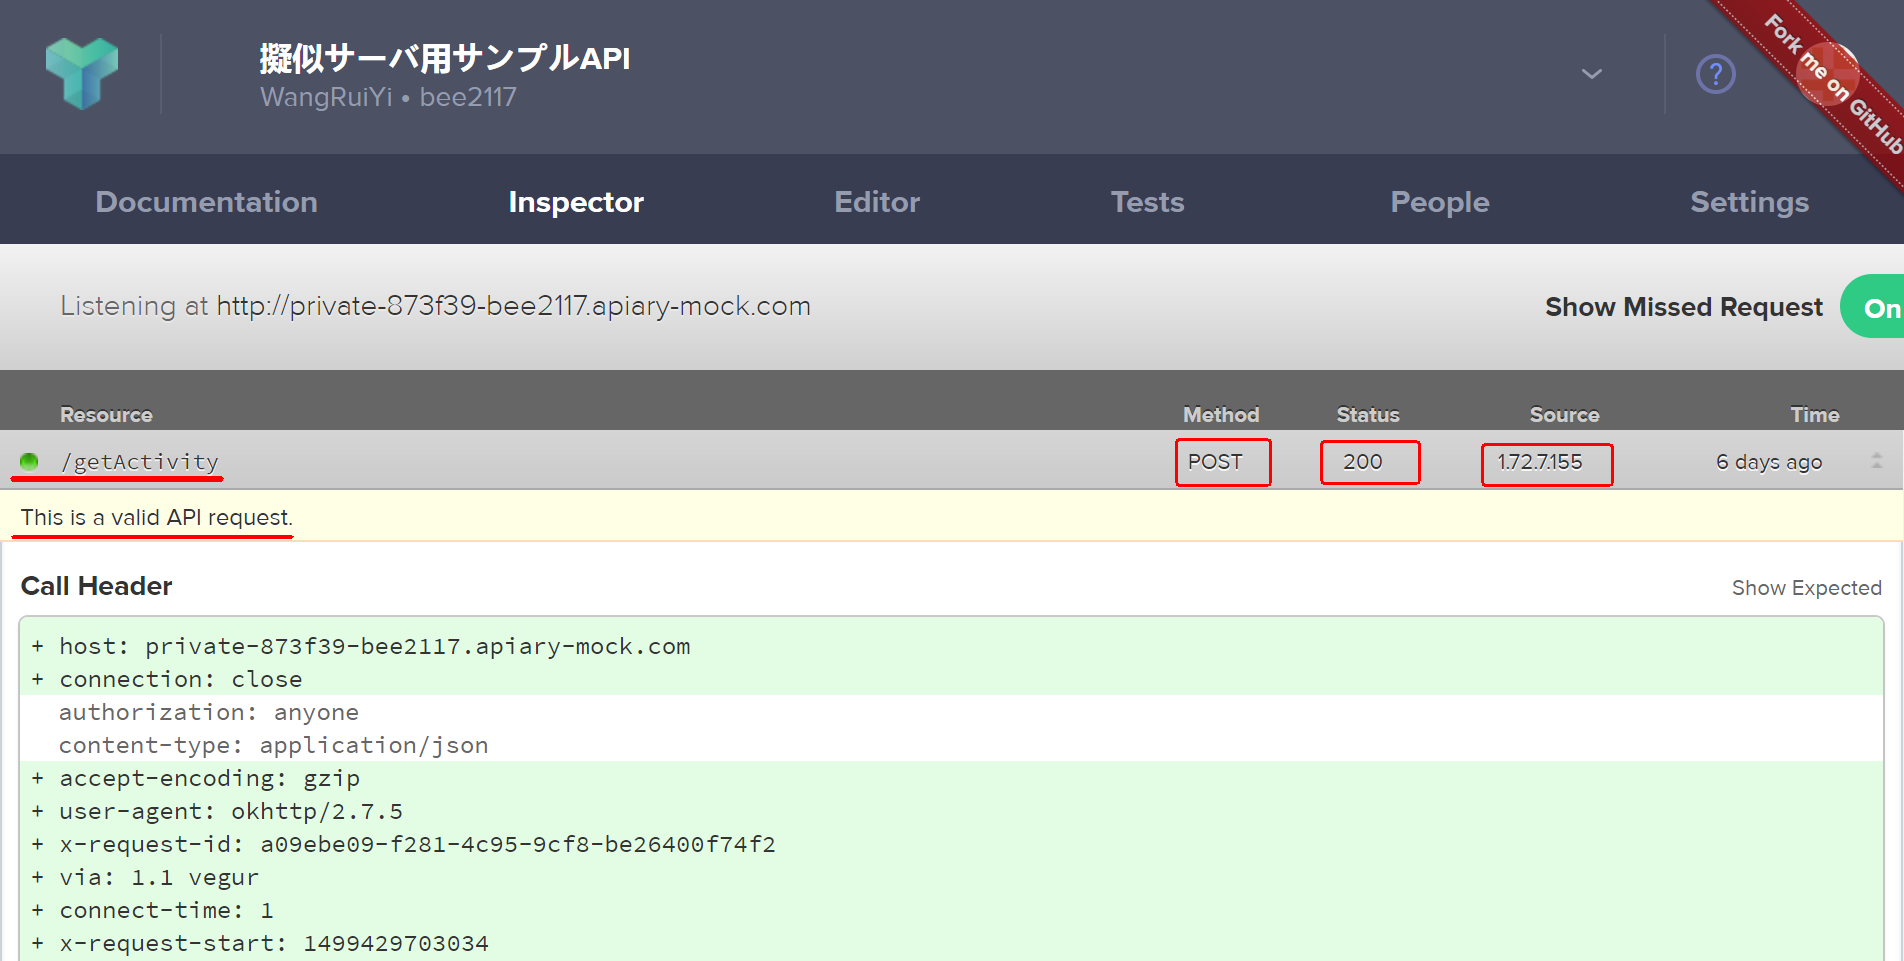 擬似サーバ用サンプルAPI
WangRuiYi • bee2117
?
Fork me on GitHub
Documentation Inspector Editor Tests People Settings
Listening at http://private-873f39-bee2117.apiary-mock.com
Show Missed Request On
Resource Method Status Source Time
/getActivity POST 200 1.72.7.155 6 days ago
This is a valid API request.
Call Header
Show Expected
+ host: private-873f39-bee2117.apiary-mock.com
+ connection: close
authorization: anyone
content-type: application/json
+ accept-encoding: gzip
+ user-agent: okhttp/2.7.5
+ x-request-id: a09ebe09-f281-4c95-9cf8-be26400f74f2
+ via: 1.1 vegur
+ connect-time: 1
+ x-request-start: 1499429703034